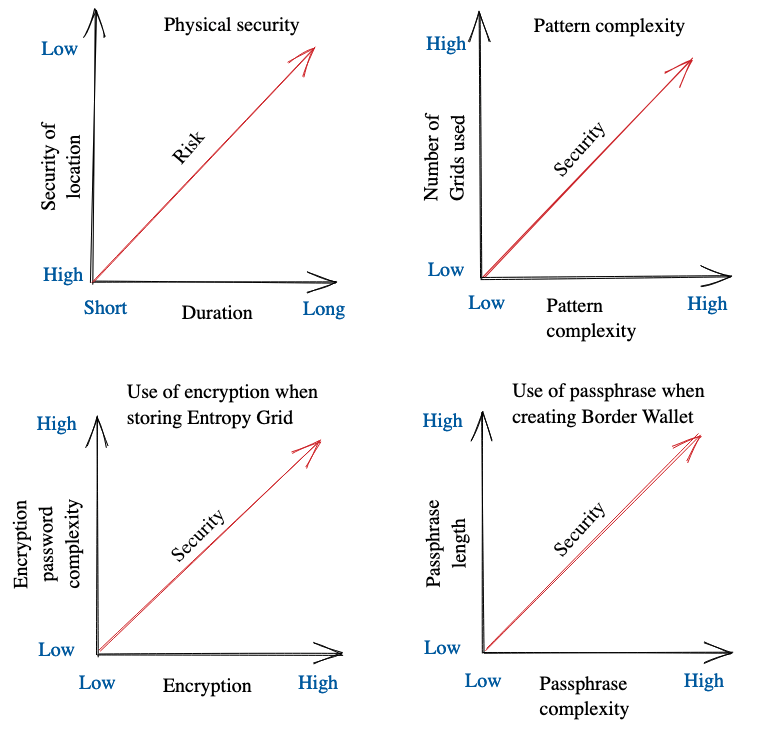 Physical security
Low
Security of
location
Risk
High
Short
Duration
Long
Pattern complexity
High
Number of
Grids used
Security
Low
Low
Pattern
complexity
High
Use of encryption when
storing Entropy Grid
High
Encryption
password
complexity
Security
Low
Low
Encryption
High
Use of passphrase when
creating Border Wallet
High
Passphrase
length
Security
Low
Low
Passphrase
complexity
High